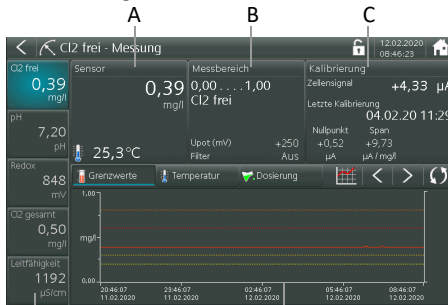 A
B
C
Cl2 frei - Messung
12.02.2020
08:46:23
Cl2 frei
0,39
mg/l
pH
7,20
pH
Redox
848
mV
Cl2 gesamt
0,50
mg/l
Leitfähigkeit
1192
µS/cm
Sensor
0,39
mg/l
25,3°C
Messbereich
0,00 . . . . 1,00
Cl2 frei
Upot (mV) +250
Filter Aus
Kalibrierung
Zellensignal +4,33 µA
Letzte Kalibrierung
04.02.20 11:29
Nullpunkt Span
+0,52 +9,73
µA µA / mg/l
Grenzwerte Temperatur Dosierung
1,00
mg/l
0,00
20:46:07 23:46:07 02:46:07 05:46:07 08:46:07
11.02.2020 11.02.2020 12.02.2020 12.02.2020 12.02.2020